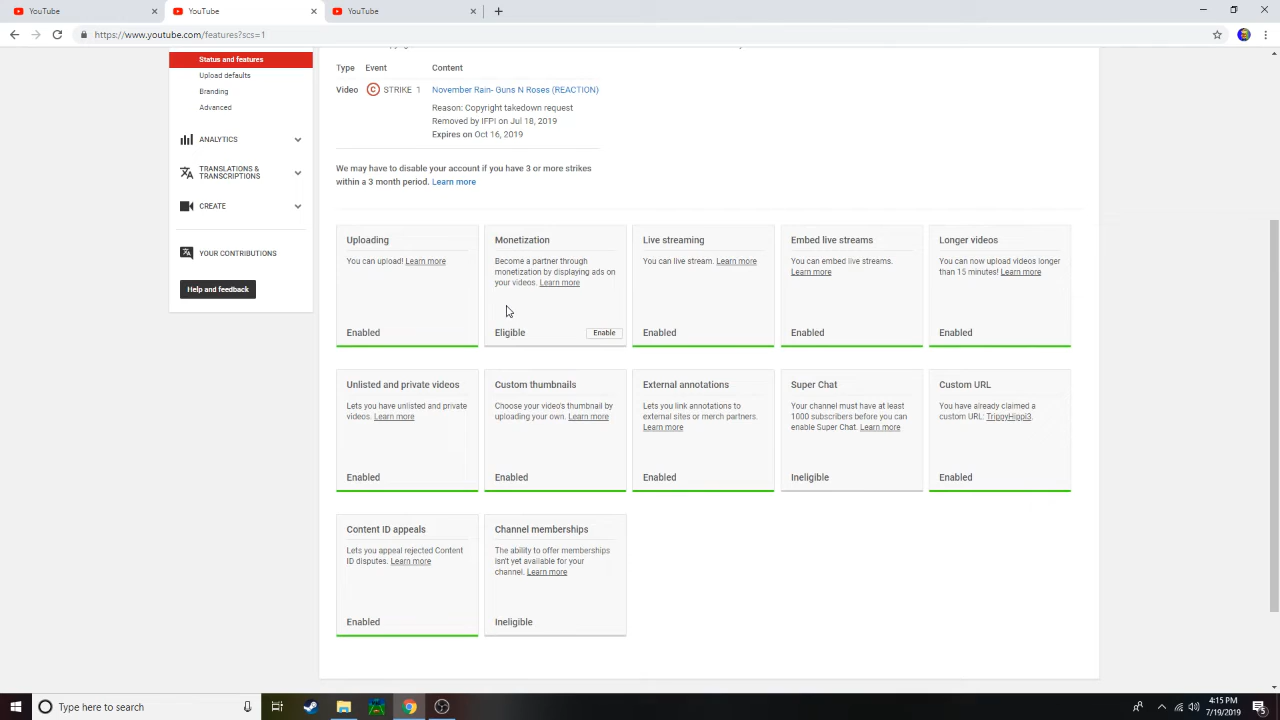 YouTube
YouTube
YouTube
https://www.youtube.com/features?scs=1
Status and features
Upload defaults
Branding
Advanced
ANALYTICS
TRANSLATIONS &
TRANSCRIPTIONS
CREATE
YOUR CONTRIBUTIONS
Help and feedback
Type Event Content
Video © STRIKE 1 November Rain- Guns N Roses (REACTION)
Reason: Copyright takedown request
Removed by IFPI on Jul 18, 2019
Expires on Oct 16, 2019
We may have to disable your account if you have 3 or more strikes
within a 3 month period. Learn more
Uploading
You can upload! Learn more
Enabled
Monetization
Become a partner through
monetization by displaying ads on
your videos. Learn more
Eligible Enable
Live streaming
You can live stream. Learn more
Enabled
Embed live streams
You can embed live streams.
Learn more
Enabled
Longer videos
You can now upload videos longer
than 15 minutes! Learn more
Enabled
Unlisted and private videos
Lets you have unlisted and private
videos. Learn more
Enabled
Custom thumbnails
Choose your video's thumbnail by
uploading your own. Learn more
Enabled
External annotations
Lets you link annotations to
external sites or merch partners.
Learn more
Enabled
Super Chat
Your channel must have at least
1000 subscribers before you can
enable Super Chat. Learn more
Ineligible
Custom URL
You have already claimed a
custom URL: TrippyHippi3.
Enabled
Content ID appeals
Lets you appeal rejected Content
ID disputes. Learn more
Enabled
Channel memberships
The ability to offer memberships
isn't yet available for your
channel. Learn more
Ineligible
Type here to search
4:15 PM
7/19/2019